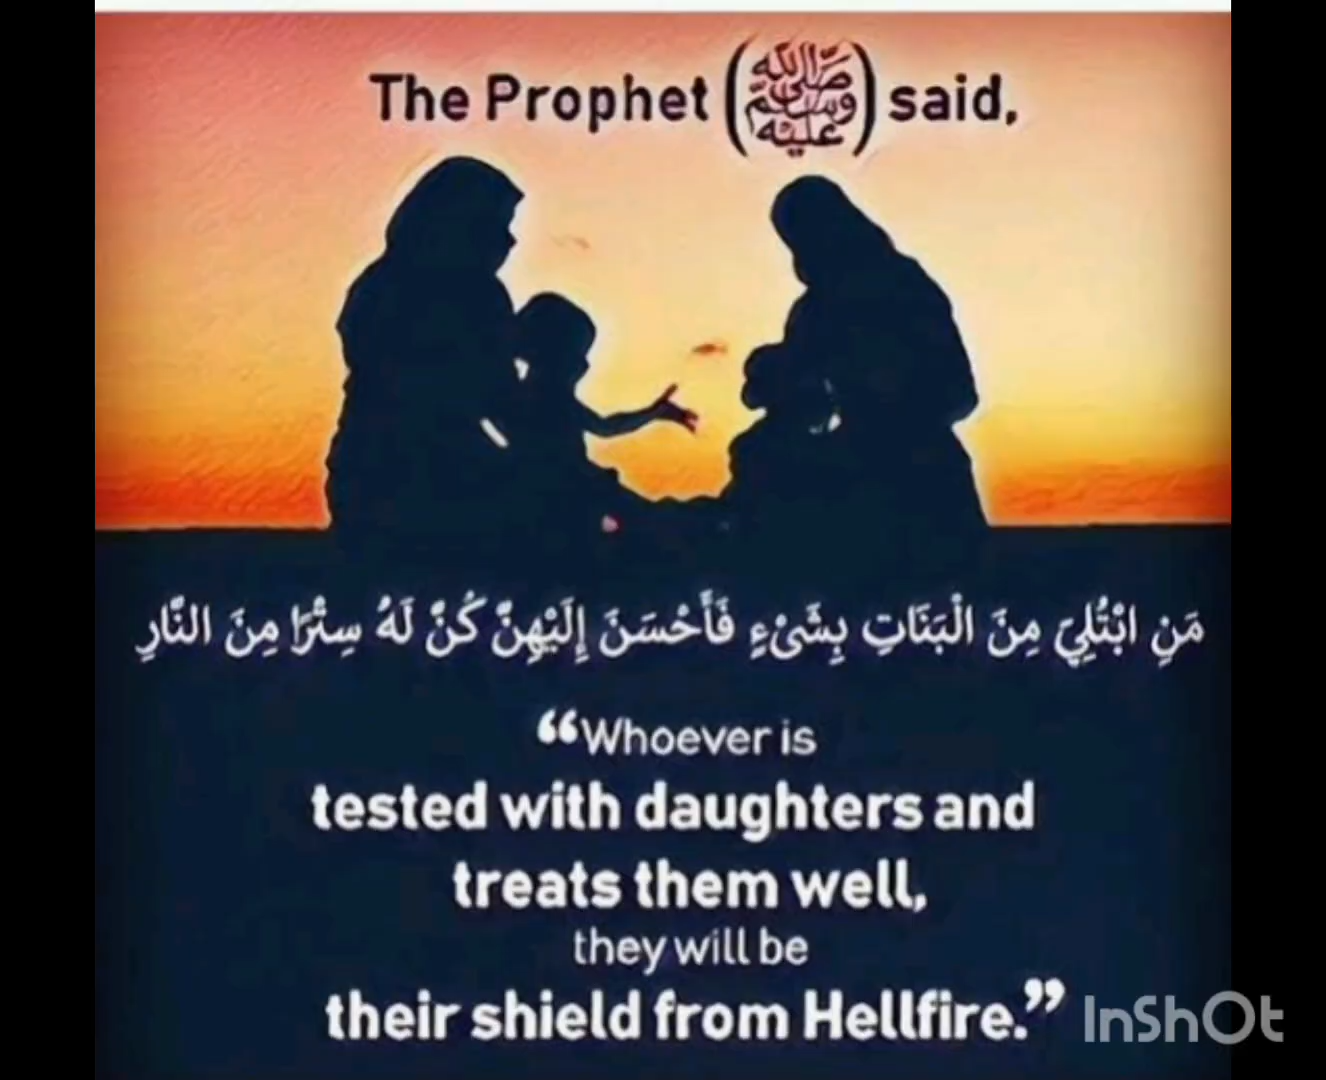 The Prophet (صلى الله عليه وسلم) said,
مَنِ ابْتُلِيَ مِنَ الْبَنَاتِ بِشَىْءٍ فَأَحْسَنَ إِلَيْهِنَّ كُنَّ لَهُ سِتْرًا مِنَ النَّارِ
“Whoever is
tested with daughters and
treats them well,
they will be
their shield from Hellfire.”
InShOt